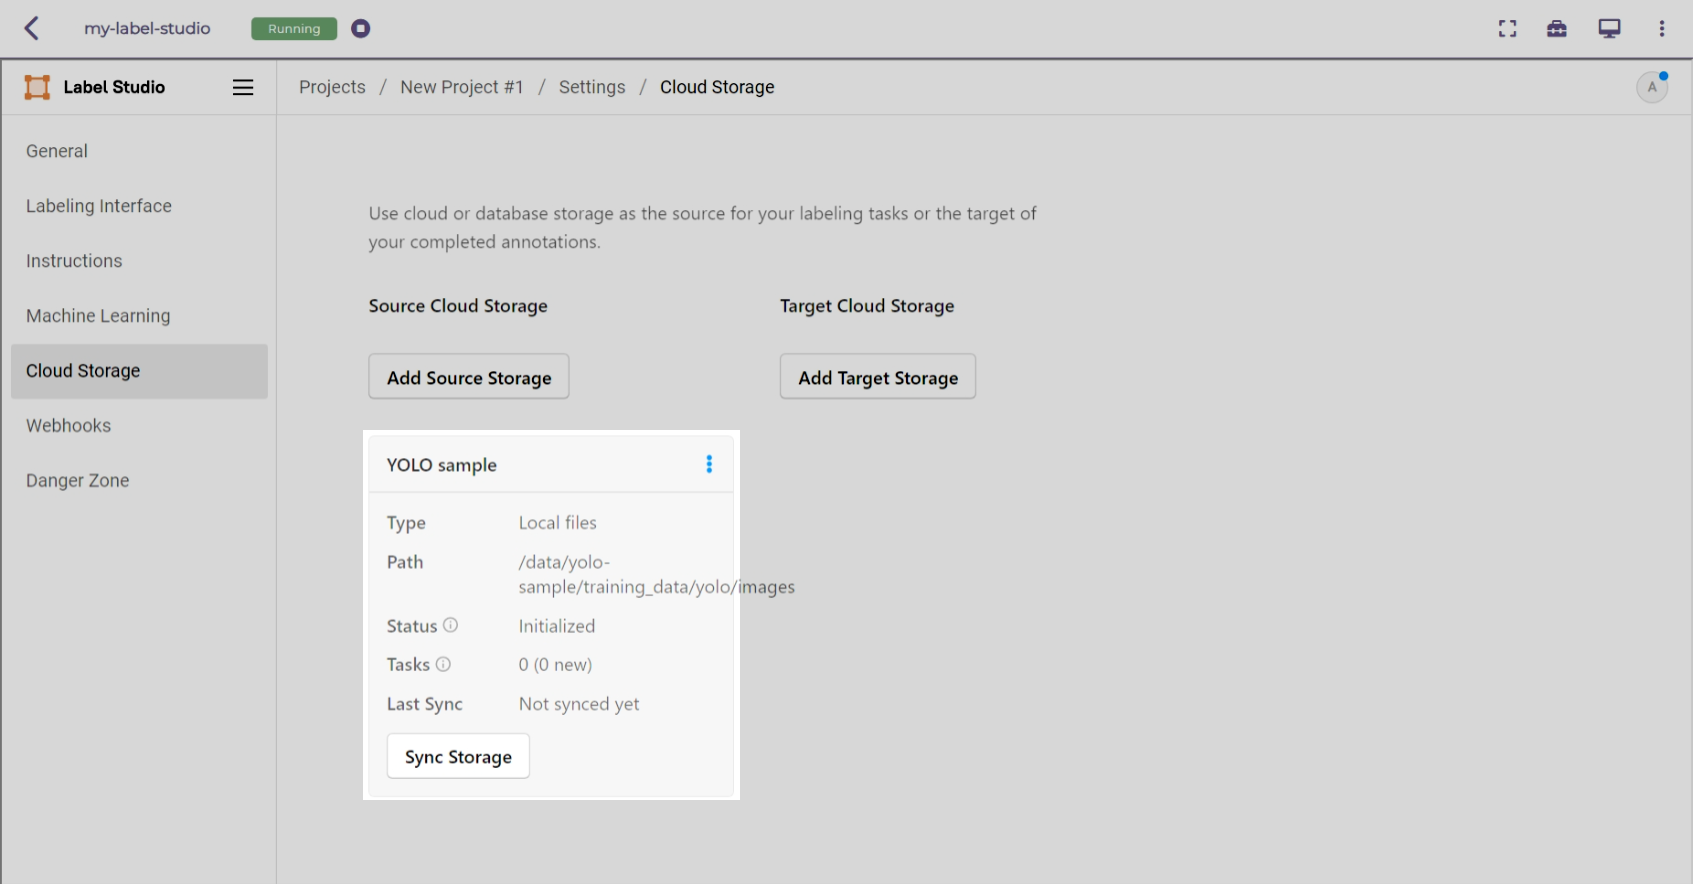 my-label-studio
Running
Label Studio
Projects / New Project #1 / Settings / Cloud Storage
A
General
Labeling Interface
Instructions
Machine Learning
Cloud Storage
Webhooks
Danger Zone
Use cloud or database storage as the source for your labeling tasks or the target of
your completed annotations.
Source Cloud Storage
Add Source Storage
Target Cloud Storage
Add Target Storage
YOLO sample
Type Local files
Path /data/yolo-
sample/training_data/yolo/images
Status Initialized
Tasks 0 (0 new)
Last Sync Not synced yet
Sync Storage